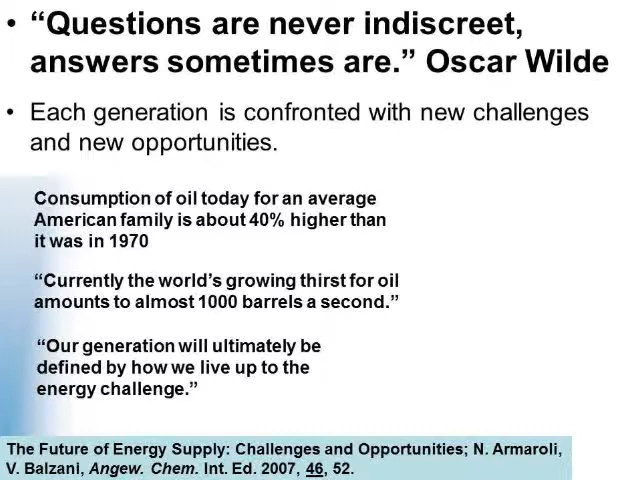 • “Questions are never indiscreet,
answers sometimes are.” Oscar Wilde
• Each generation is confronted with new challenges
and new opportunities.
Consumption of oil today for an average
American family is about 40% higher than
it was in 1970
“Currently the world’s growing thirst for oil
amounts to almost 1000 barrels a second.”
“Our generation will ultimately be
defined by how we live up to the
energy challenge.”
The Future of Energy Supply: Challenges and Opportunities; N. Armaroli,
V. Balzani, Angew. Chem. Int. Ed. 2007, 46, 52.